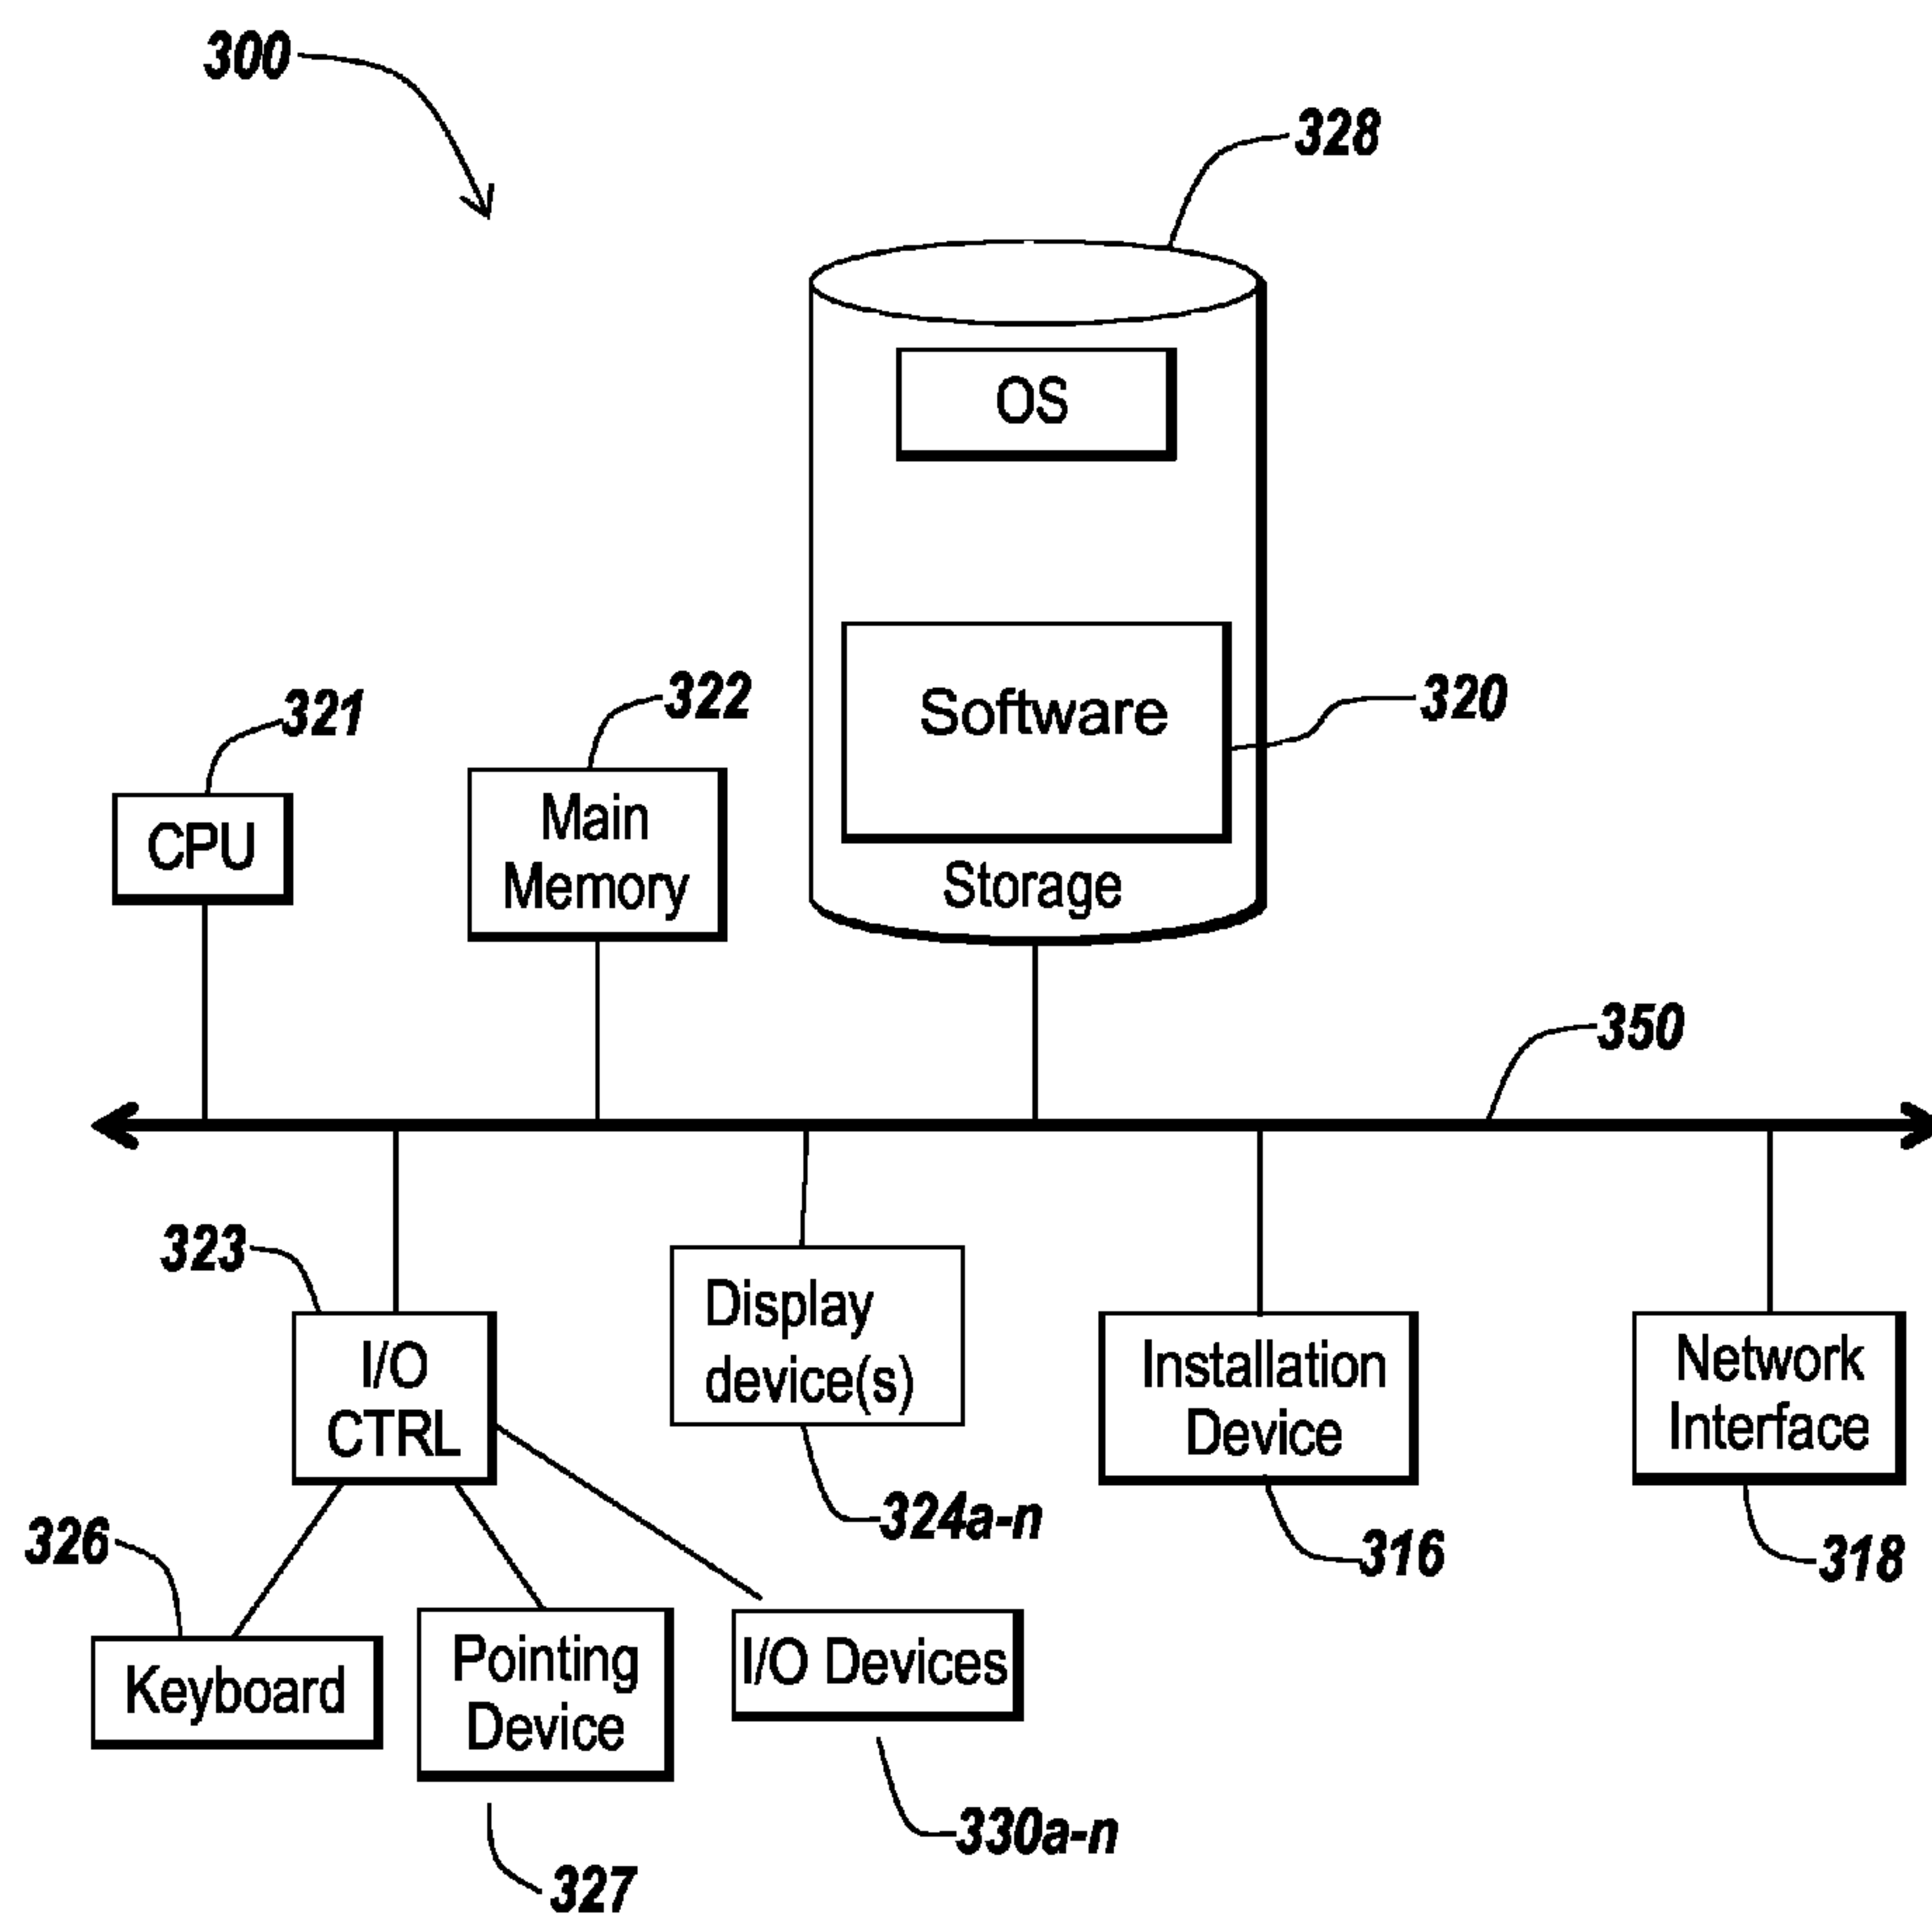 300
328
OS
Software
320
322
321
Main
Memory
CPU
Storage
350
323
Display
device(s)
I/O
CTRL
Installation
Device
Network
Interface
324a-n
326
316
318
Keyboard
Pointing
Device
I/O Devices
330a-n
327